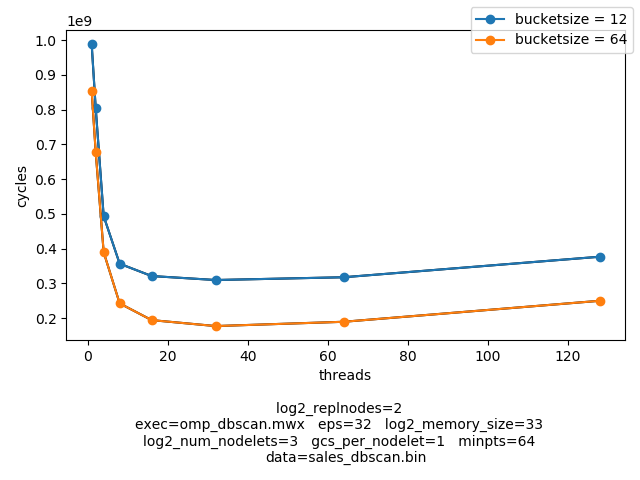 1e9
bucketsize = 12
bucketsize = 64
1.0
0.9
0.8
0.7
0.6
0.5
0.4
0.3
0.2
cycles
0 20 40 60 80 100 120
threads
log2_replnodes=2
exec=omp_dbscan.mwx eps=32 log2_memory_size=33
log2_num_nodelets=3 gcs_per_nodelet=1 minpts=64
data=sales_dbscan.bin